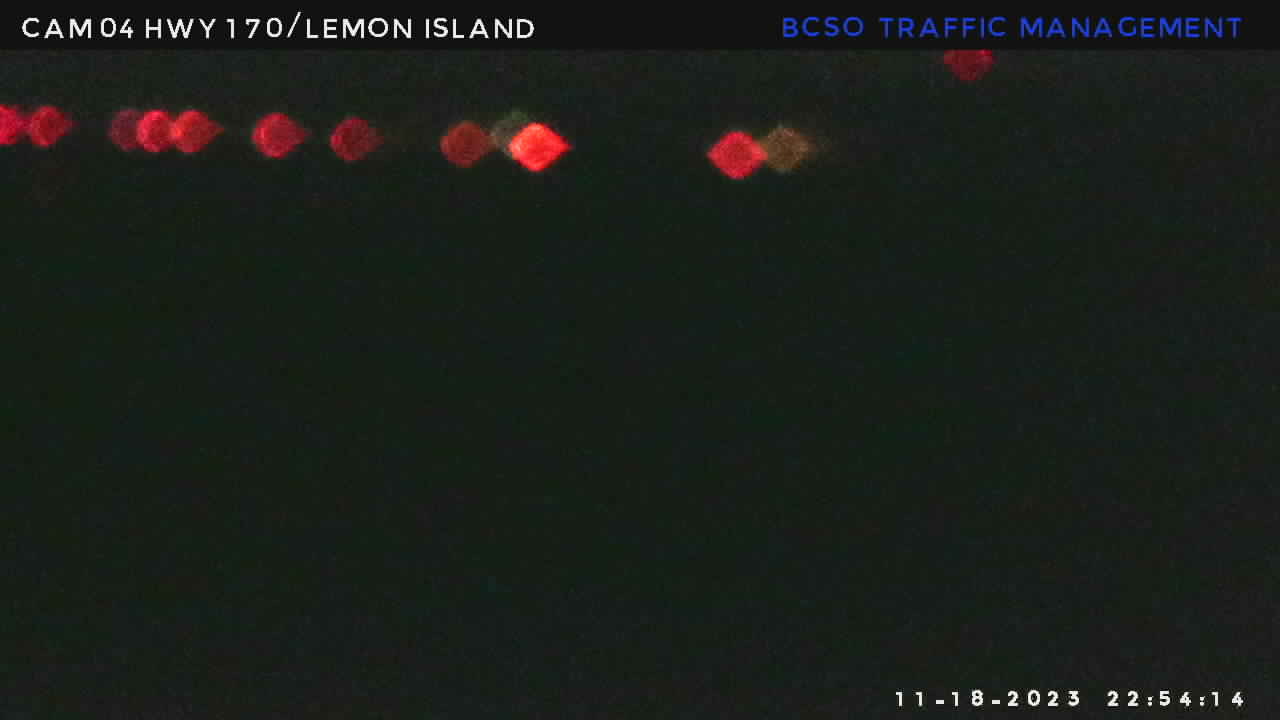 CAM04 HWY 170/LEMON ISLAND
BCSO TRAFFIC MANAGEMENT
11-18-2023 22:54:14